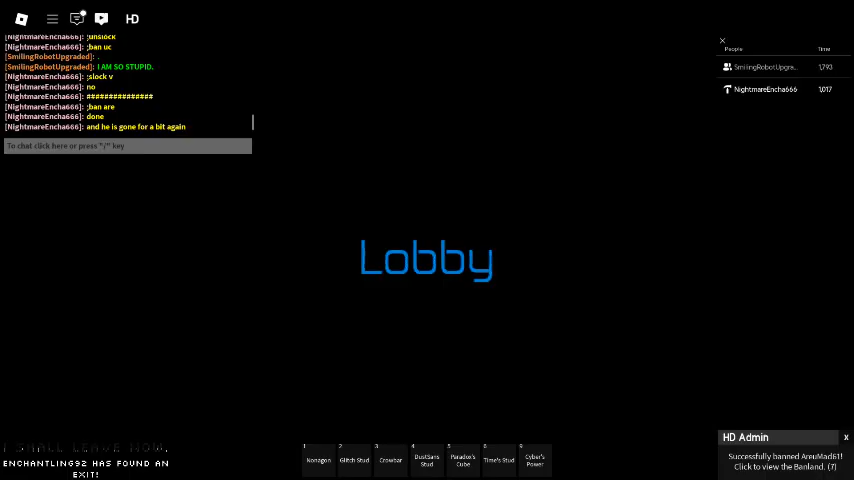 HD
[NightmareEncha666]: ;unslock
[NightmareEncha666]: ;ban uc
[SmilingRobotUpgraded]: .
[SmilingRobotUpgraded]: I AM SO STUPID.
[NightmareEncha666]: ;slock v
[NightmareEncha666]: no
[NightmareEncha666]: ##############
[NightmareEncha666]: ;ban are
[NightmareEncha666]: done
[NightmareEncha666]: and he is gone for a bit again
To chat click here or press "/" key
People Time
SmilingRobotUpgra... 1,793
NightmareEncha666 1,017
Lobby
I SHALL LEAVE NOW.
ENCHANTLING92 HAS FOUND AN
EXIT!
1 Nonagon
2 Glitch Stud
3 Crowbar
4 DustSans
Stud
5 Paradox's
Cube
6 Time's Stud
9 Cyber's
Power
HD Admin X
Successfully banned AreuMad61!
Click to view the Banland. (7)